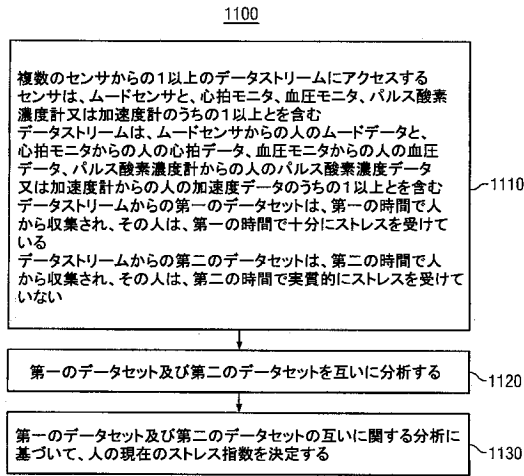 1100
複数のセンサからの１以上のデータストリームにアクセスする
センサは、ムードセンサと、心拍モニタ、血圧モニタ、パルス酸素
濃度計又は加速度計のうちの１以上とを含む
データストリームは、ムードセンサからの人のムードデータと、
心拍モニタからの人の心拍データ、血圧モニタからの人の血圧
データ、パルス酸素濃度計からの人のパルス酸素濃度データ
又は加速度計からの人の加速度データのうちの１以上とを含む
データストリームからの第一のデータセットは、第一の時間で人
から収集され、その人は、第一の時間で十分にストレスを受けて
いる
データストリームからの第二のデータセットは、第二の時間で人
から収集され、その人は、第二の時間で実質的にストレスを受けて
いない
1110
第一のデータセット及び第二のデータセットを互いに分析する
1120
第一のデータセット及び第二のデータセットの互いに関する分析に
基づいて、人の現在のストレス指数を決定する
1130